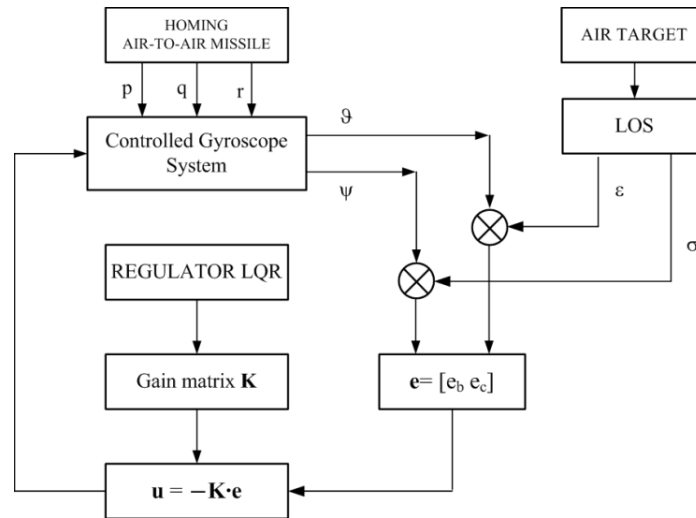 HOMING
AIR-TO-AIR MISSILE
AIR TARGET
p q r
Controlled Gyroscope
System
ϑ
LOS
ψ
ε
σ
REGULATOR LQR
Gain matrix K
e= [e_b e_c]
u = −K·e